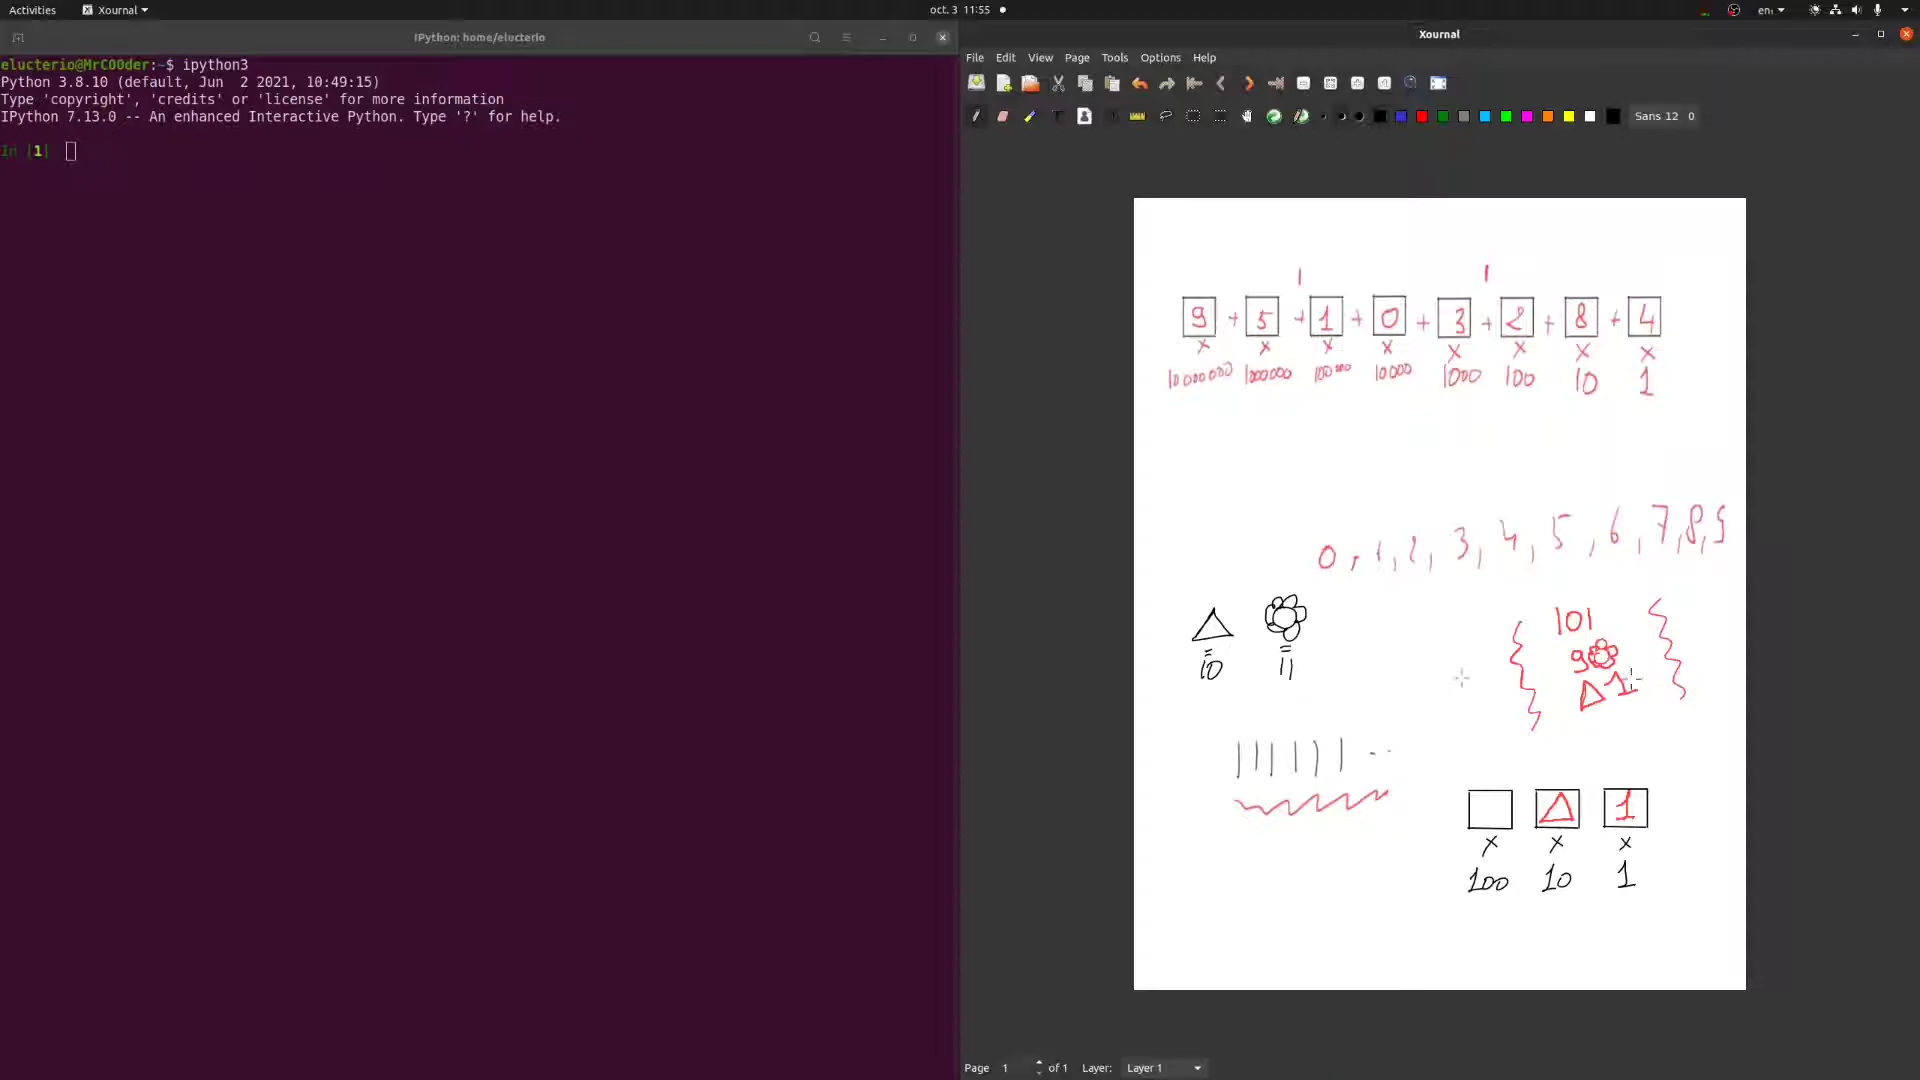 Activities Xournal oct. 3 11:55 en₁
IPython: home/elucterio
elucterio@MrC00der:~$ ipython3
Python 3.8.10 (default, Jun  2 2021, 10:49:15)
Type 'copyright', 'credits' or 'license' for more information
IPython 7.13.0 -- An enhanced Interactive Python. Type '?' for help.
In [1]
Xournal
File Edit View Page Tools Options Help
Sans 12 0
9 + 5 + 1 + 0 + 3 + 2 + 8 + 4
x x x x x x x x
10000000 1000000 100000 10000 1000 100 10 1
0, 1, 2, 3, 4, 5, 6, 7, 8, 9
101
9
△ 1
△
= =
10 11
|||||| --
△ 1
x x x
100 10 1
Page 1 of 1 Layer: Layer 1